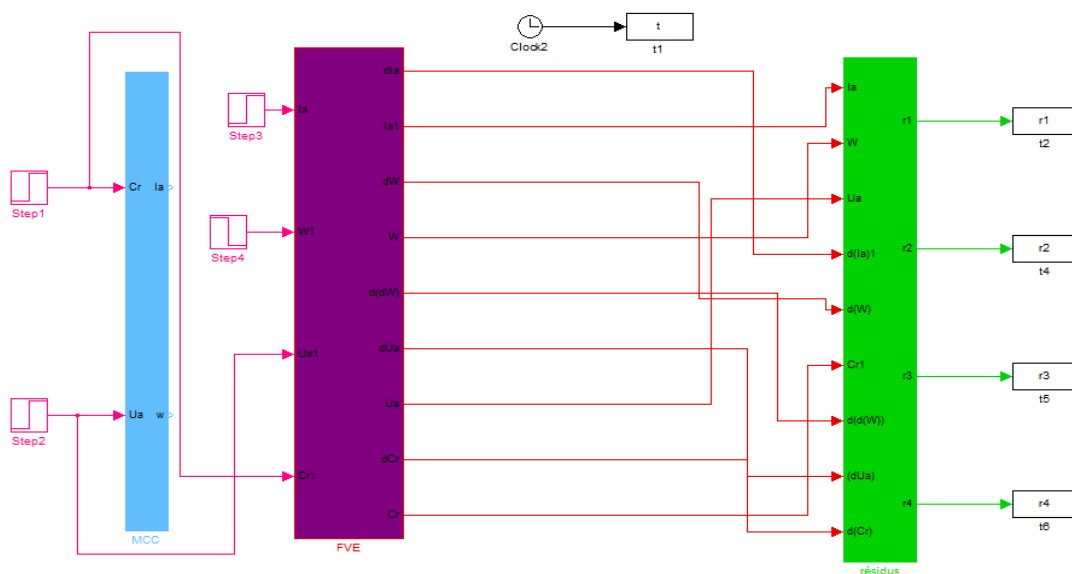 t
Clock2
t1
Step1
Cr
Ia
Step2
Ua
w
MCC
Step3
Step4
Ia
W1
Ua1
Cr1
dIa
Ia1
dW
W
d(dW)
dUa
Ua
dCr
Cr
FVE
Ia
W
Ua
d(Ia)1
d(W)
Cr1
d(d(W))
(dUa)
d(Cr)
r1
r2
r3
r4
résidus
r1
t2
r2
t4
r3
t5
r4
t6